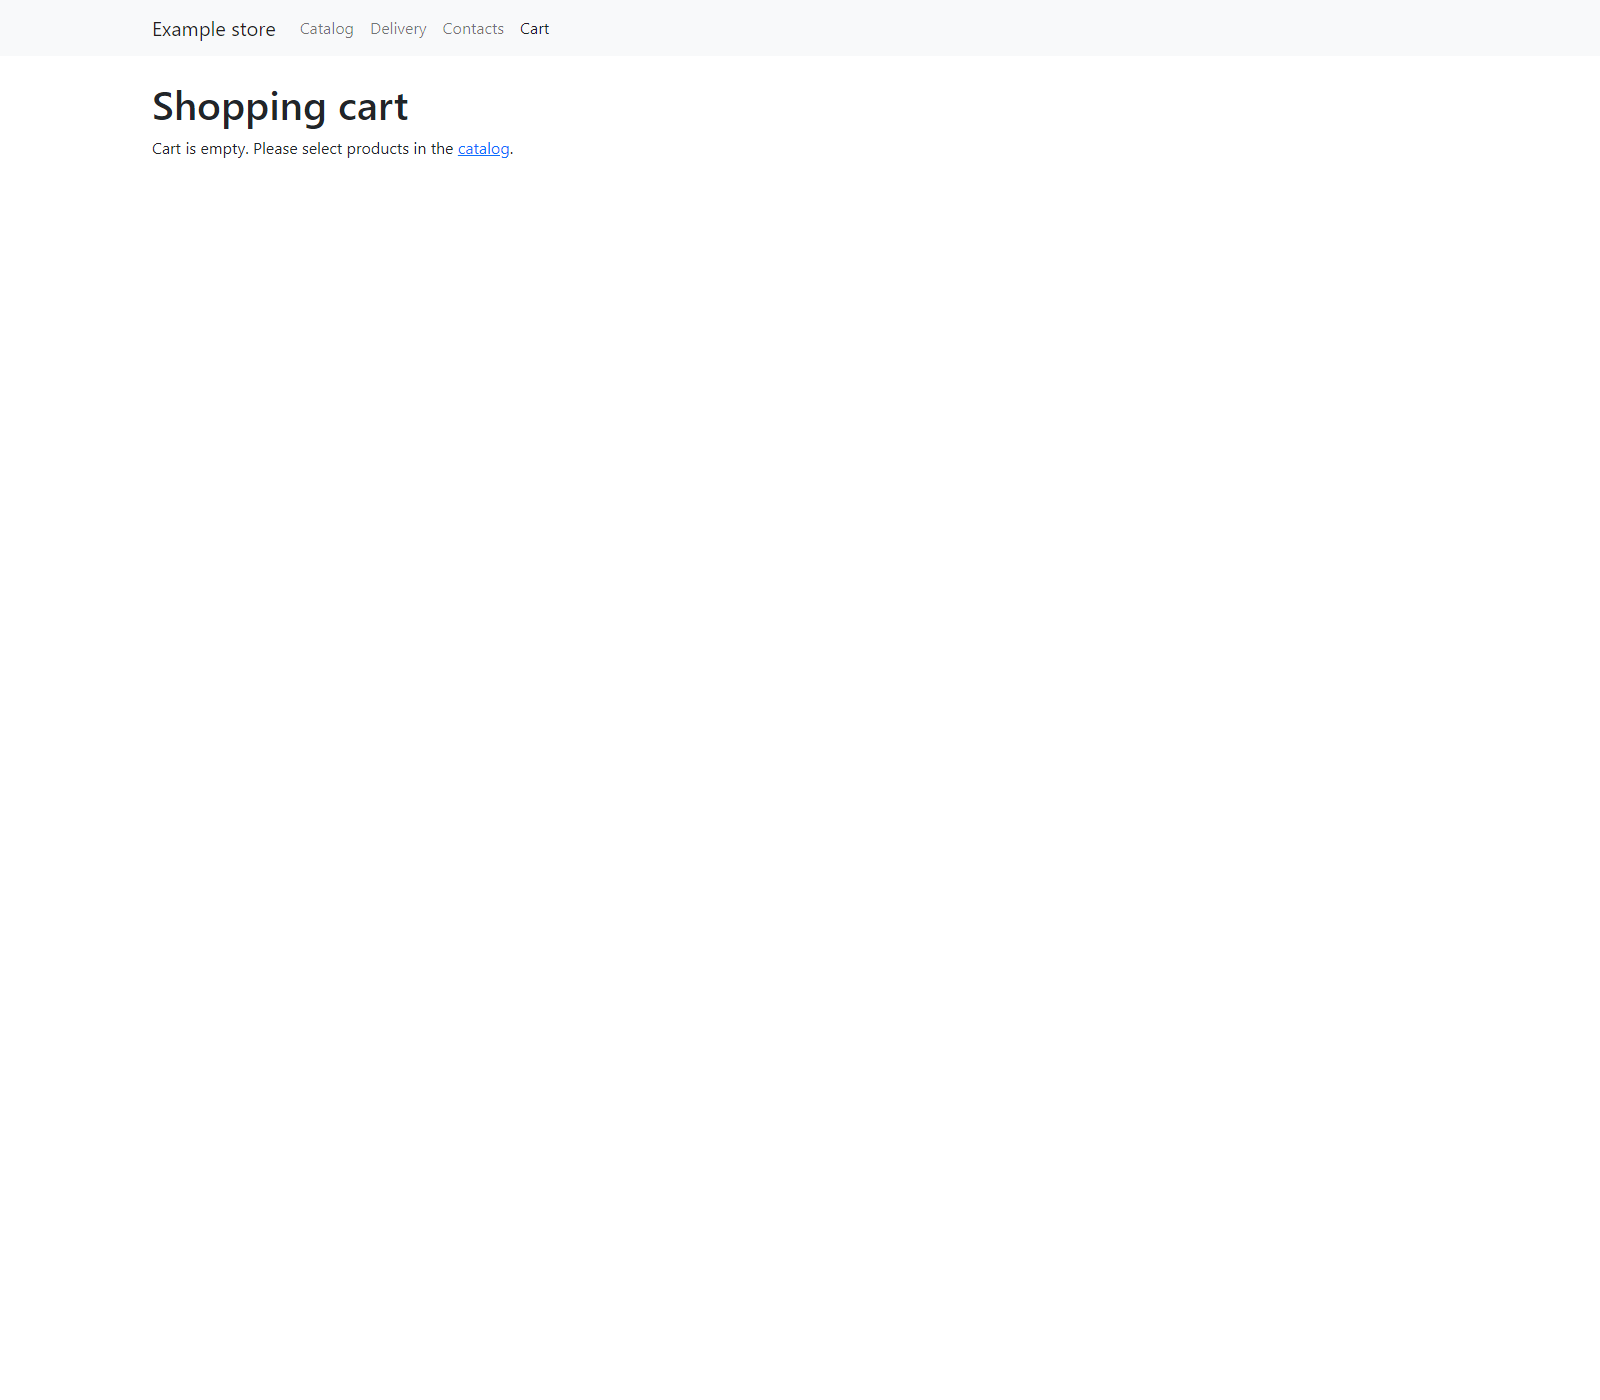 Example store Catalog Delivery Contacts Cart
Shopping cart
Cart is empty. Please select products in the catalog.